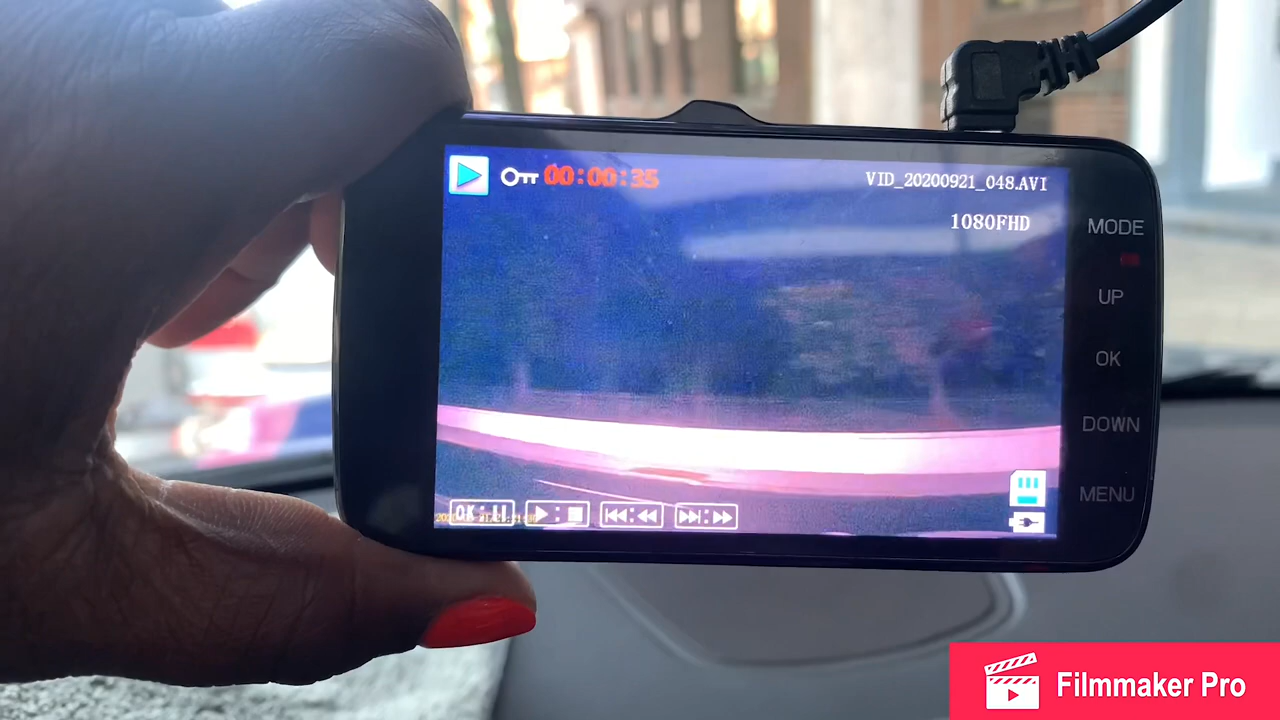 00:00:35
VID_20200921_048.AVI
1080FHD
MODE
UP
OK
DOWN
MENU
OK:
Filmmaker Pro